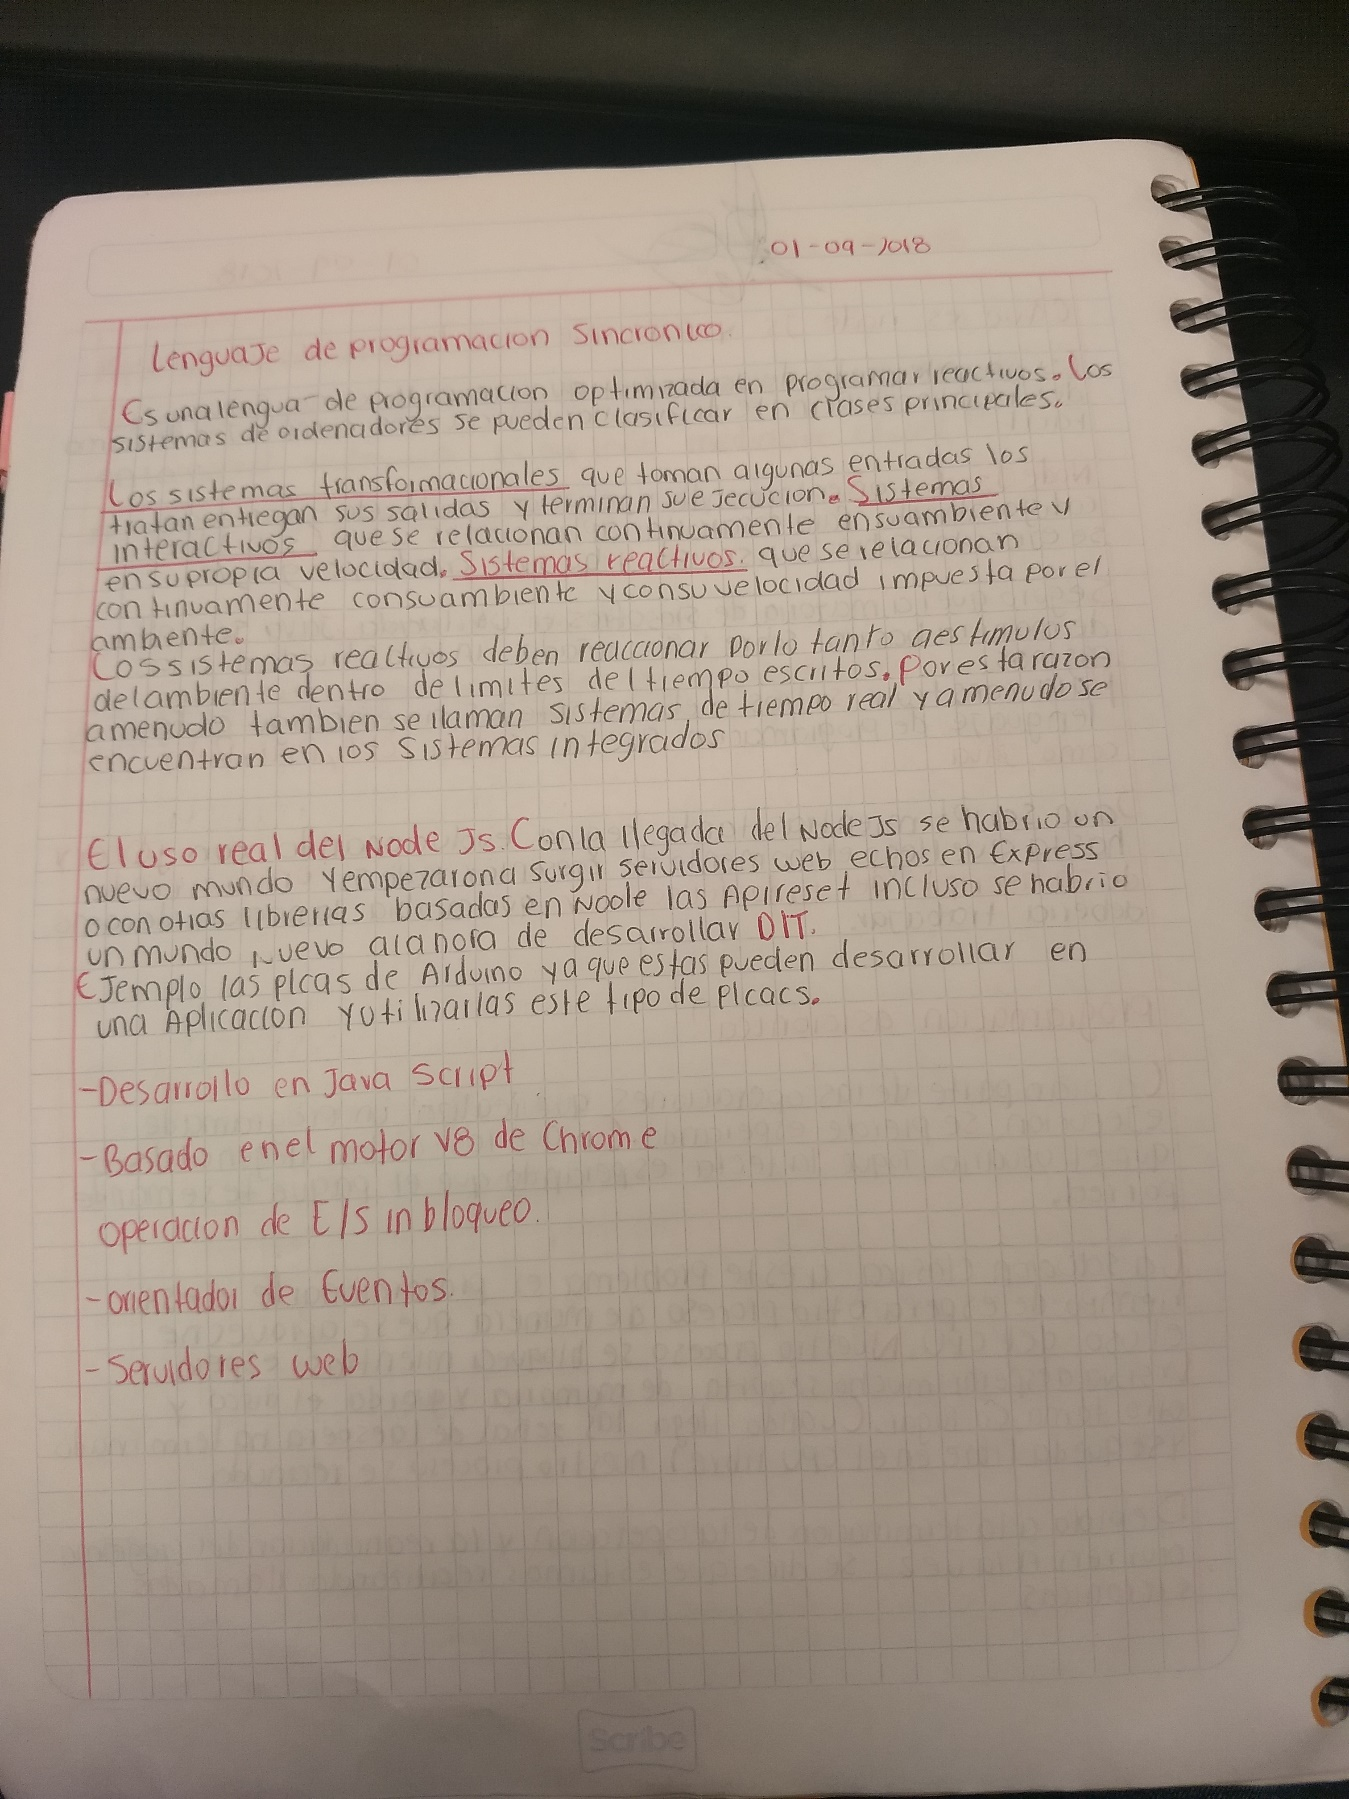 01-09-2018
Lenguaje de programacion Sincronico.
Es una lengua de programacion optimizada en programar reactivos. Los
sistemas de ordenadores se pueden clasificar en clases principales.
Los sistemas transformacionales que toman algunas entradas los
tratan entregan sus salidas y terminan su ejecucion. Sistemas
interactivos que se relacionan continuamente en su ambiente y
en su propia velocidad. Sistemas reactivos. que se relacionan
continuamente con su ambiente y con su velocidad impuesta por el
ambiente.
Los sistemas reactivos deben reaccionar por lo tanto a estimulos
del ambiente dentro de limites del tiempo escritos. Por esta razon
a menudo tambien se llaman sistemas de tiempo real y a menudo se
encuentran en los sistemas integrados
El uso real del Node Js. Con la llegada del Node Js se habrio un
nuevo mundo y empezaron a surgir servidores web echos en Express
o con otras librerias basadas en Node las Apireset incluso se habrio
un mundo Nuevo a la nora de desarrollar DIT.
Ejemplo las plcas de Arduino ya que estas pueden desarrollar en
una Aplicacion y utilizarlas este tipo de Plcacs.
-Desarrollo en Java Script
-Basado en el motor V8 de Chrome
operacion de E/S in bloqueo.
-orientador de Eventos.
-Servidores web
Scribe